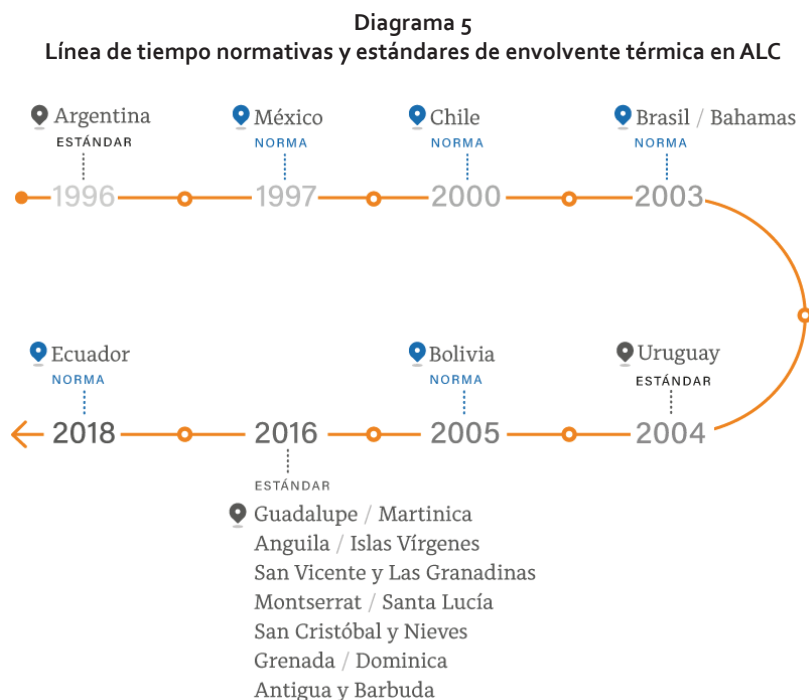 Diagrama 5
Línea de tiempo normativas y estándares de envolvente térmica en ALC
Argentina
ESTÁNDAR
1996
México
NORMA
1997
Chile
NORMA
2000
Brasil / Bahamas
NORMA
2003
Uruguay
ESTÁNDAR
2004
Bolivia
NORMA
2005
2016
ESTÁNDAR
Guadalupe / Martinica
Anguila / Islas Vírgenes
San Vicente y Las Granadinas
Montserrat / Santa Lucía
San Cristóbal y Nieves
Grenada / Dominica
Antigua y Barbuda
Ecuador
NORMA
2018